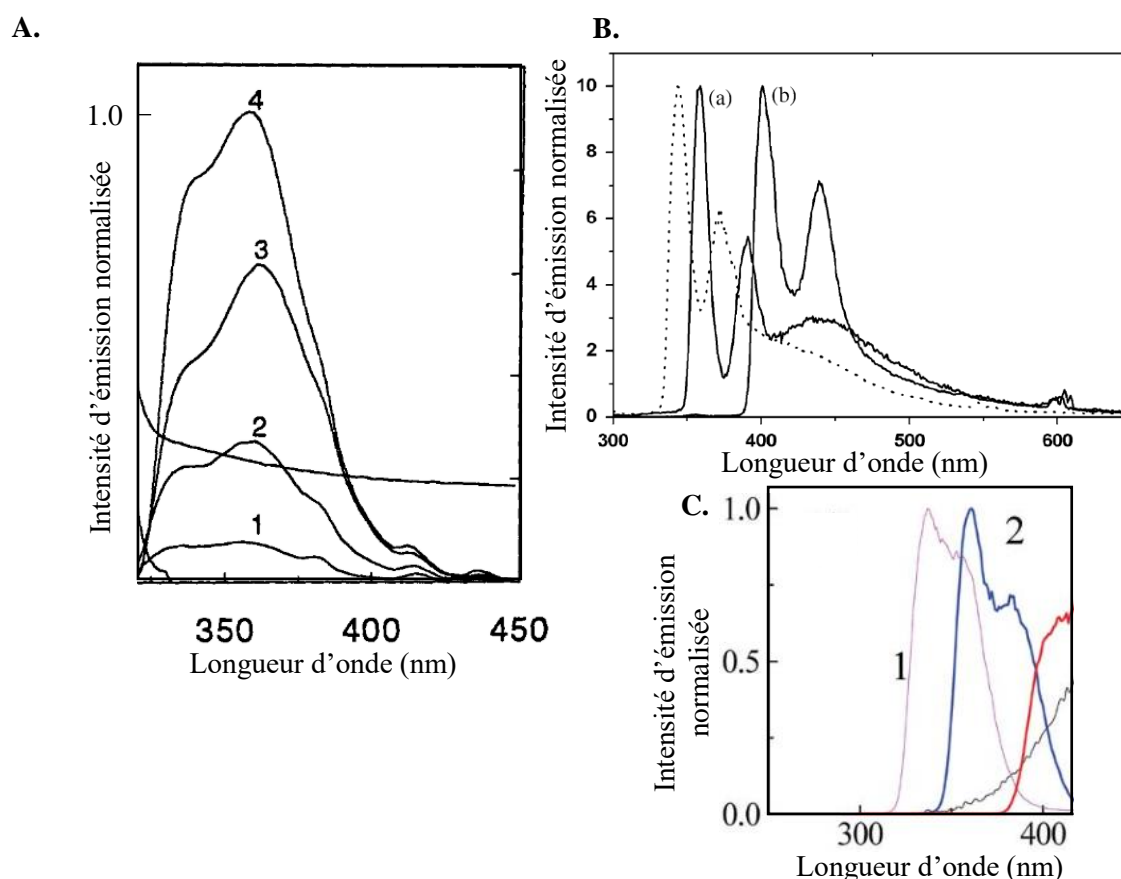 A.
Intensité d'émission normalisée
1.0
4
3
2
1
350 400 450
Longueur d'onde (nm)
B.
Intensité d'émission normalisée
10
8
6
4
2
0
(a) (b)
300 400 500 600
Longueur d'onde (nm)
C.
Intensité d'émission
normalisée
1.0
0.5
0.0
1
2
300 400
Longueur d'onde (nm)